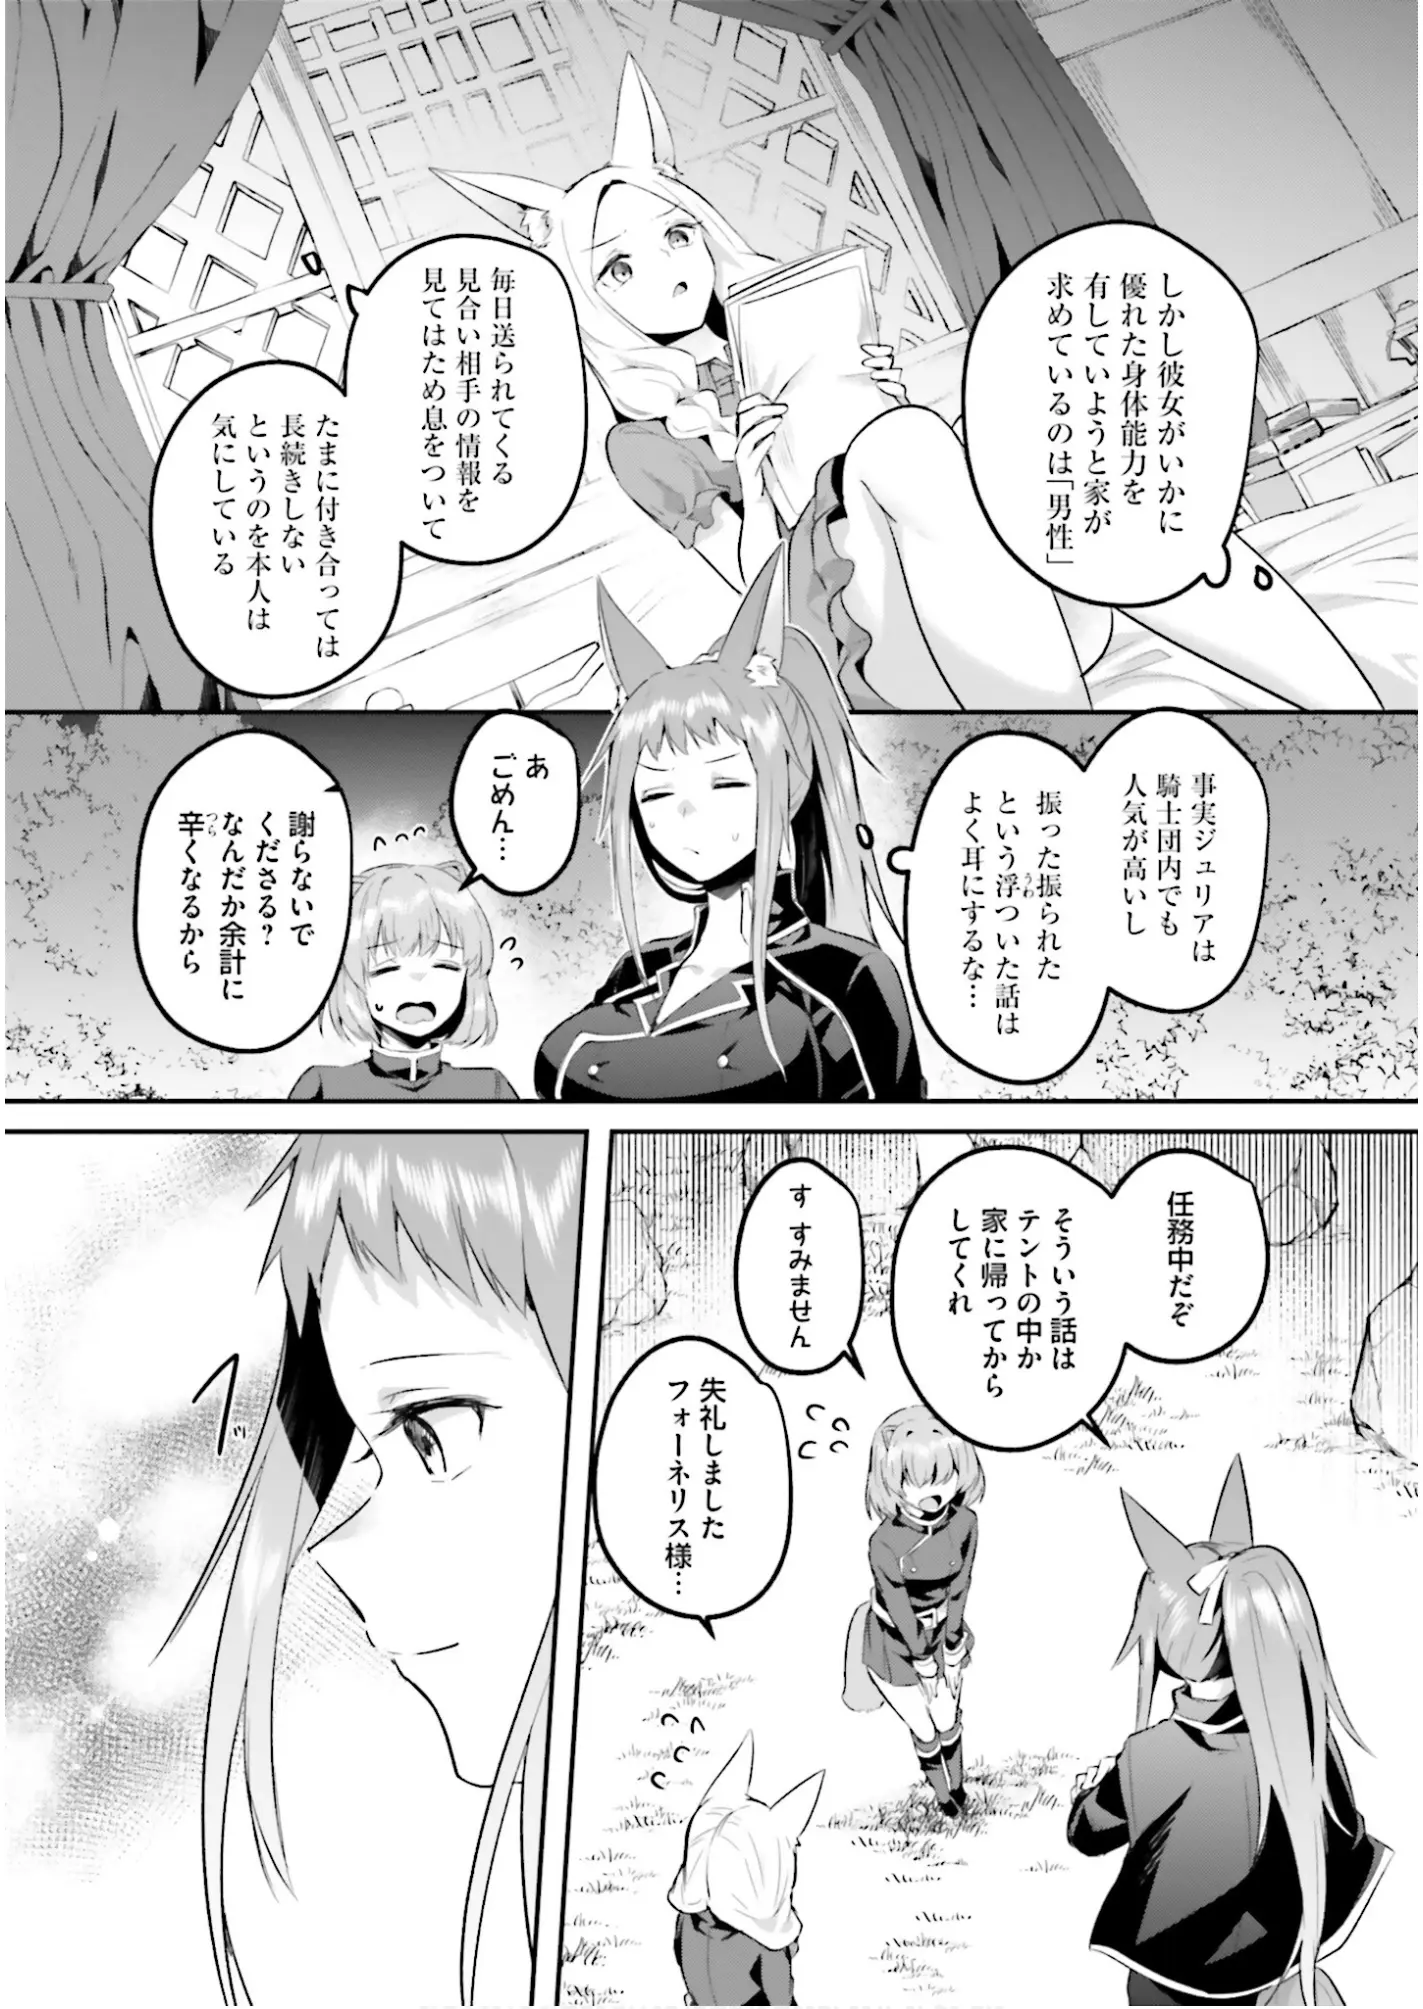 しかし彼女がいかに
優れた身体能力を
有していようと家が
求めているのは「男性」
毎日送られてくる
見合い相手の情報を
見てはため息をついて
たまに付き合っては
長続きしない
というのを本人は
気にしている
事実ジュリアは
騎士団内でも
人気が高いし
振った振られた
という浮ついた話は
うわ
よく耳にするな…
あ
ごめん…
謝らないで
くださる?
なんだか余計に
辛くなるから
つら
任務中だぞ
そういう話は
テントの中か
家に帰ってから
してくれ
す すみません
失礼しました
フォーネリス様…
フッ